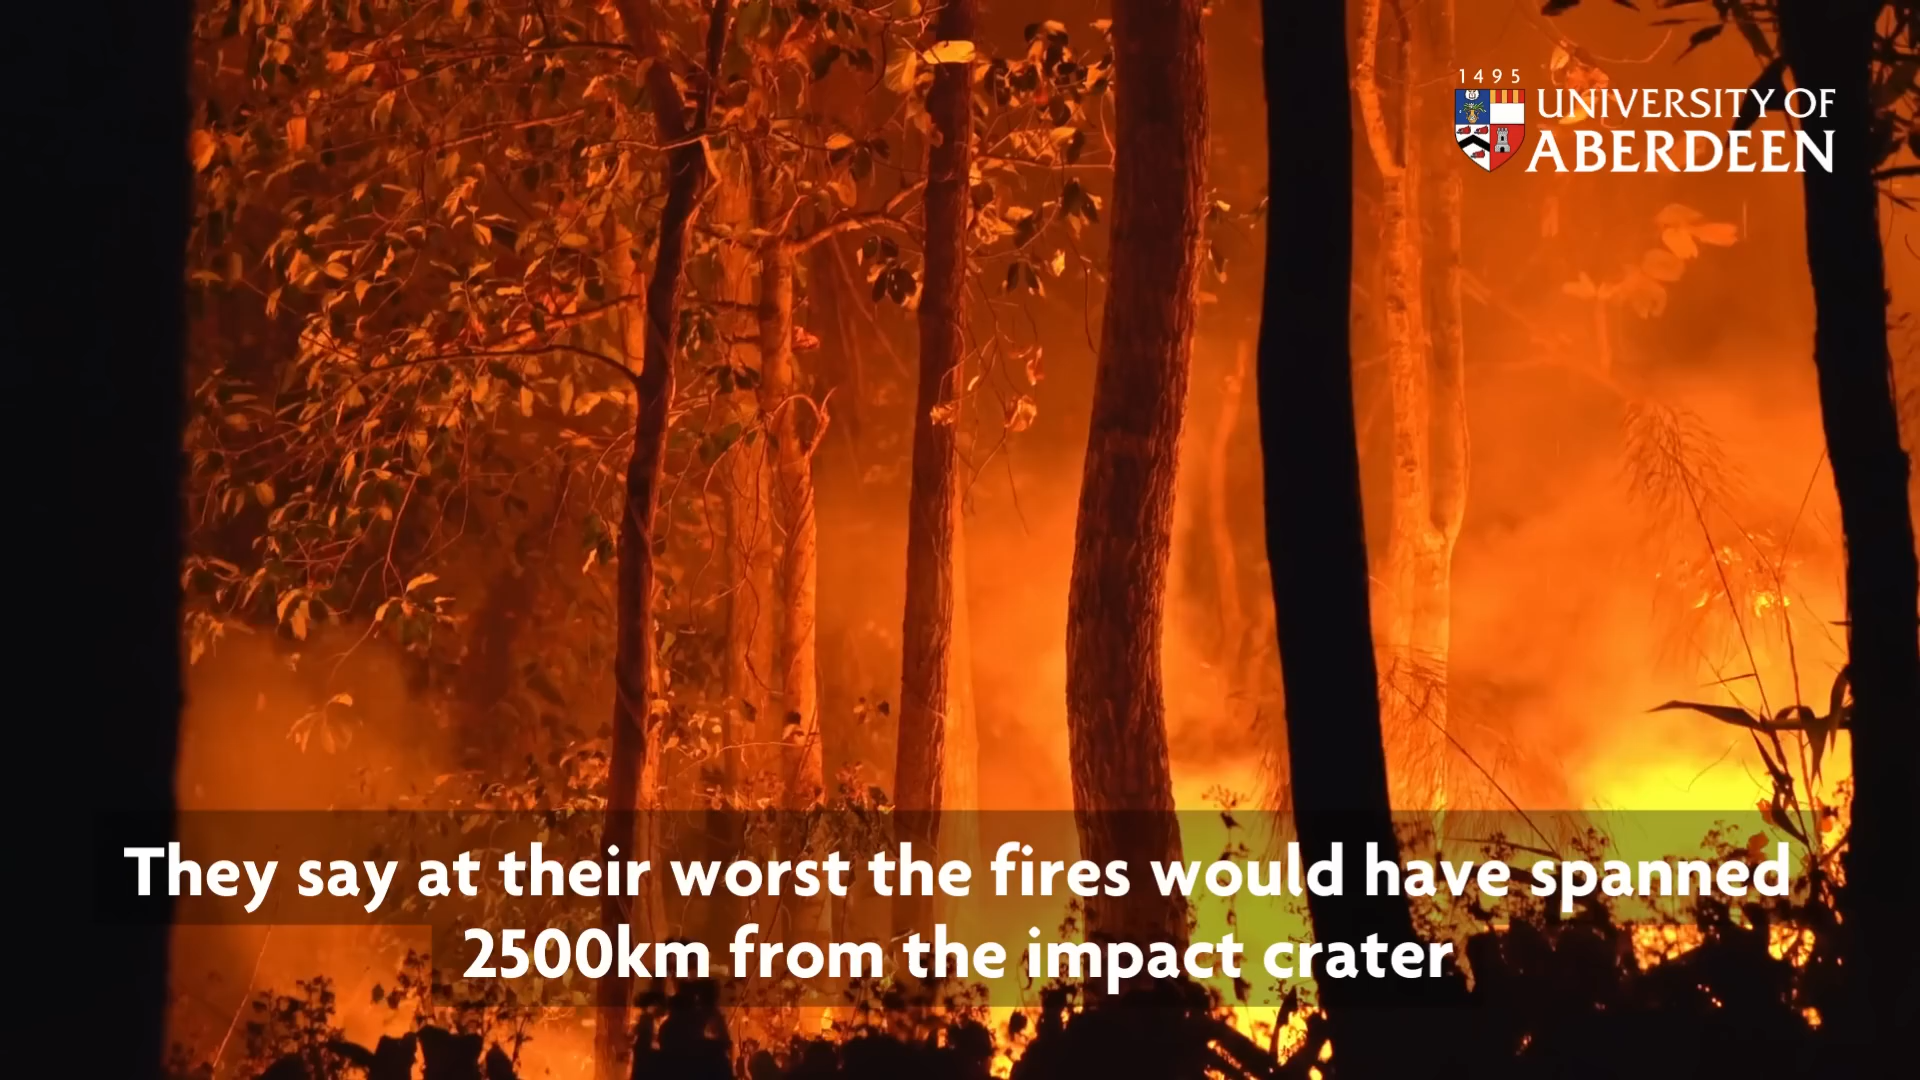 1495
UNIVERSITY OF
ABERDEEN
They say at their worst the fires would have spanned
2500km from the impact crater